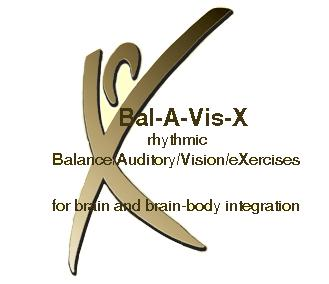 Bal-A-Vis-X
rhythmic
Balance/Auditory/Vision/eXercises
for brain and brain-body integration